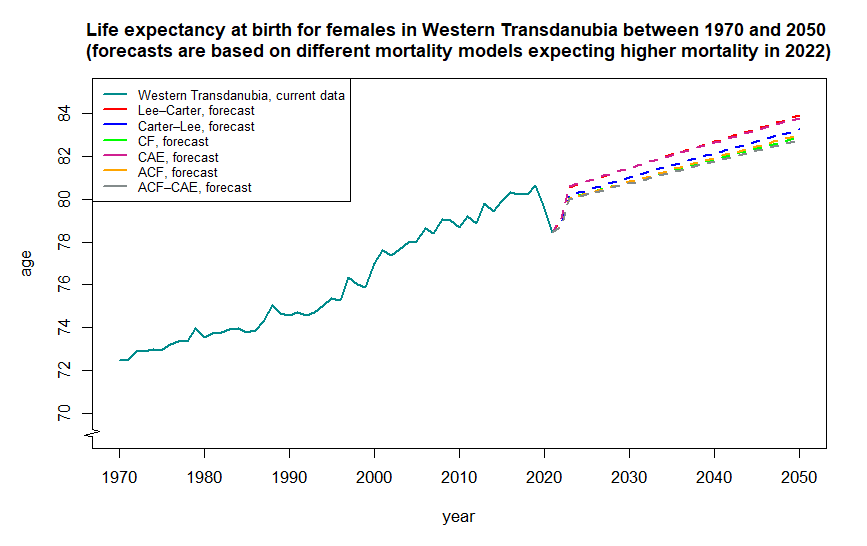 Life expectancy at birth for females in Western Transdanubia between 1970 and 2050
(forecasts are based on different mortality models expecting higher mortality in 2022)
Western Transdanubia, current data
Lee–Carter, forecast
Carter–Lee, forecast
CF, forecast
CAE, forecast
ACF, forecast
ACF–CAE, forecast
84
82
80
78
76
74
72
70
age
1970 1980 1990 2000 2010 2020 2030 2040 2050
year